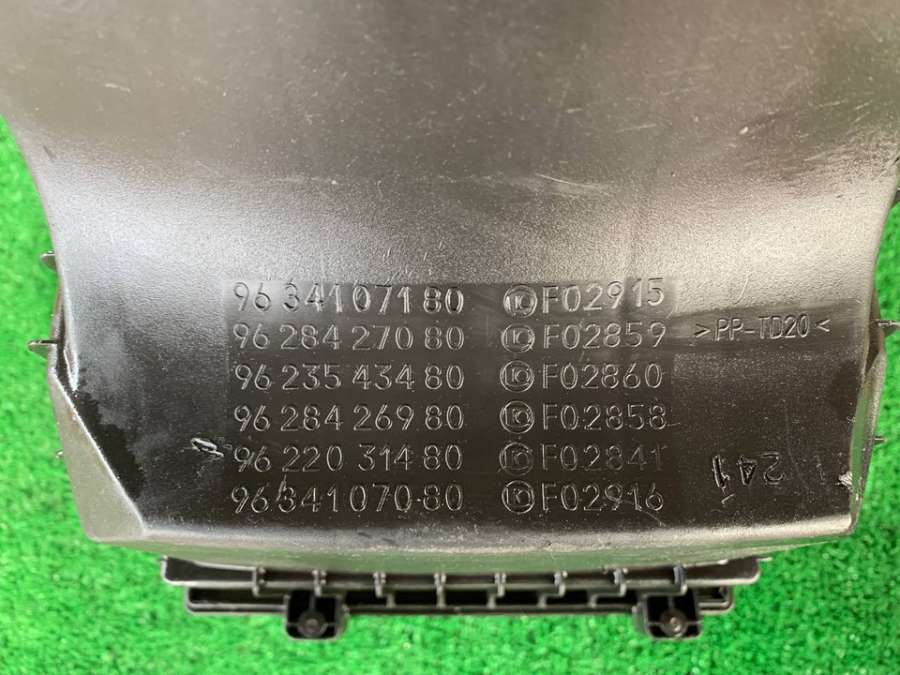 96 341 071 80 F02915
96 284 270 80 F02859
96 235 434 80 F02860
96 284 269 80 F02858
96 220 314 80 F02841
96 341 070 80 F02916
>PP-TD20<
241